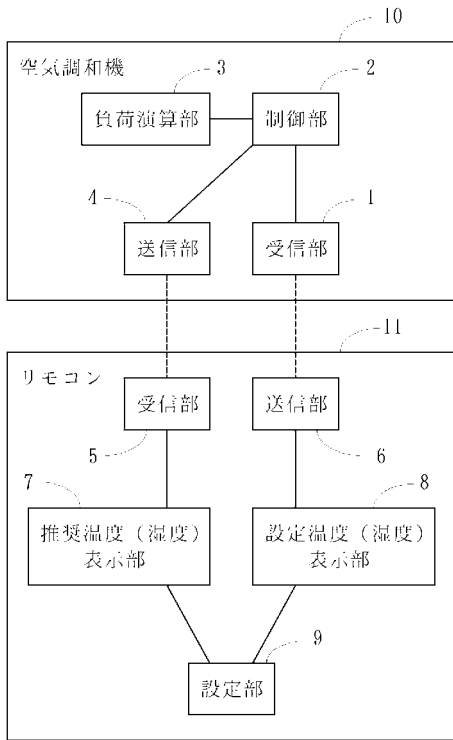 10
空気調和機
3
2
負荷演算部
制御部
4
1
送信部
受信部
11
リモコン
受信部
送信部
5
6
7
8
推奨温度（湿度）
表示部
設定温度（湿度）
表示部
9
設定部